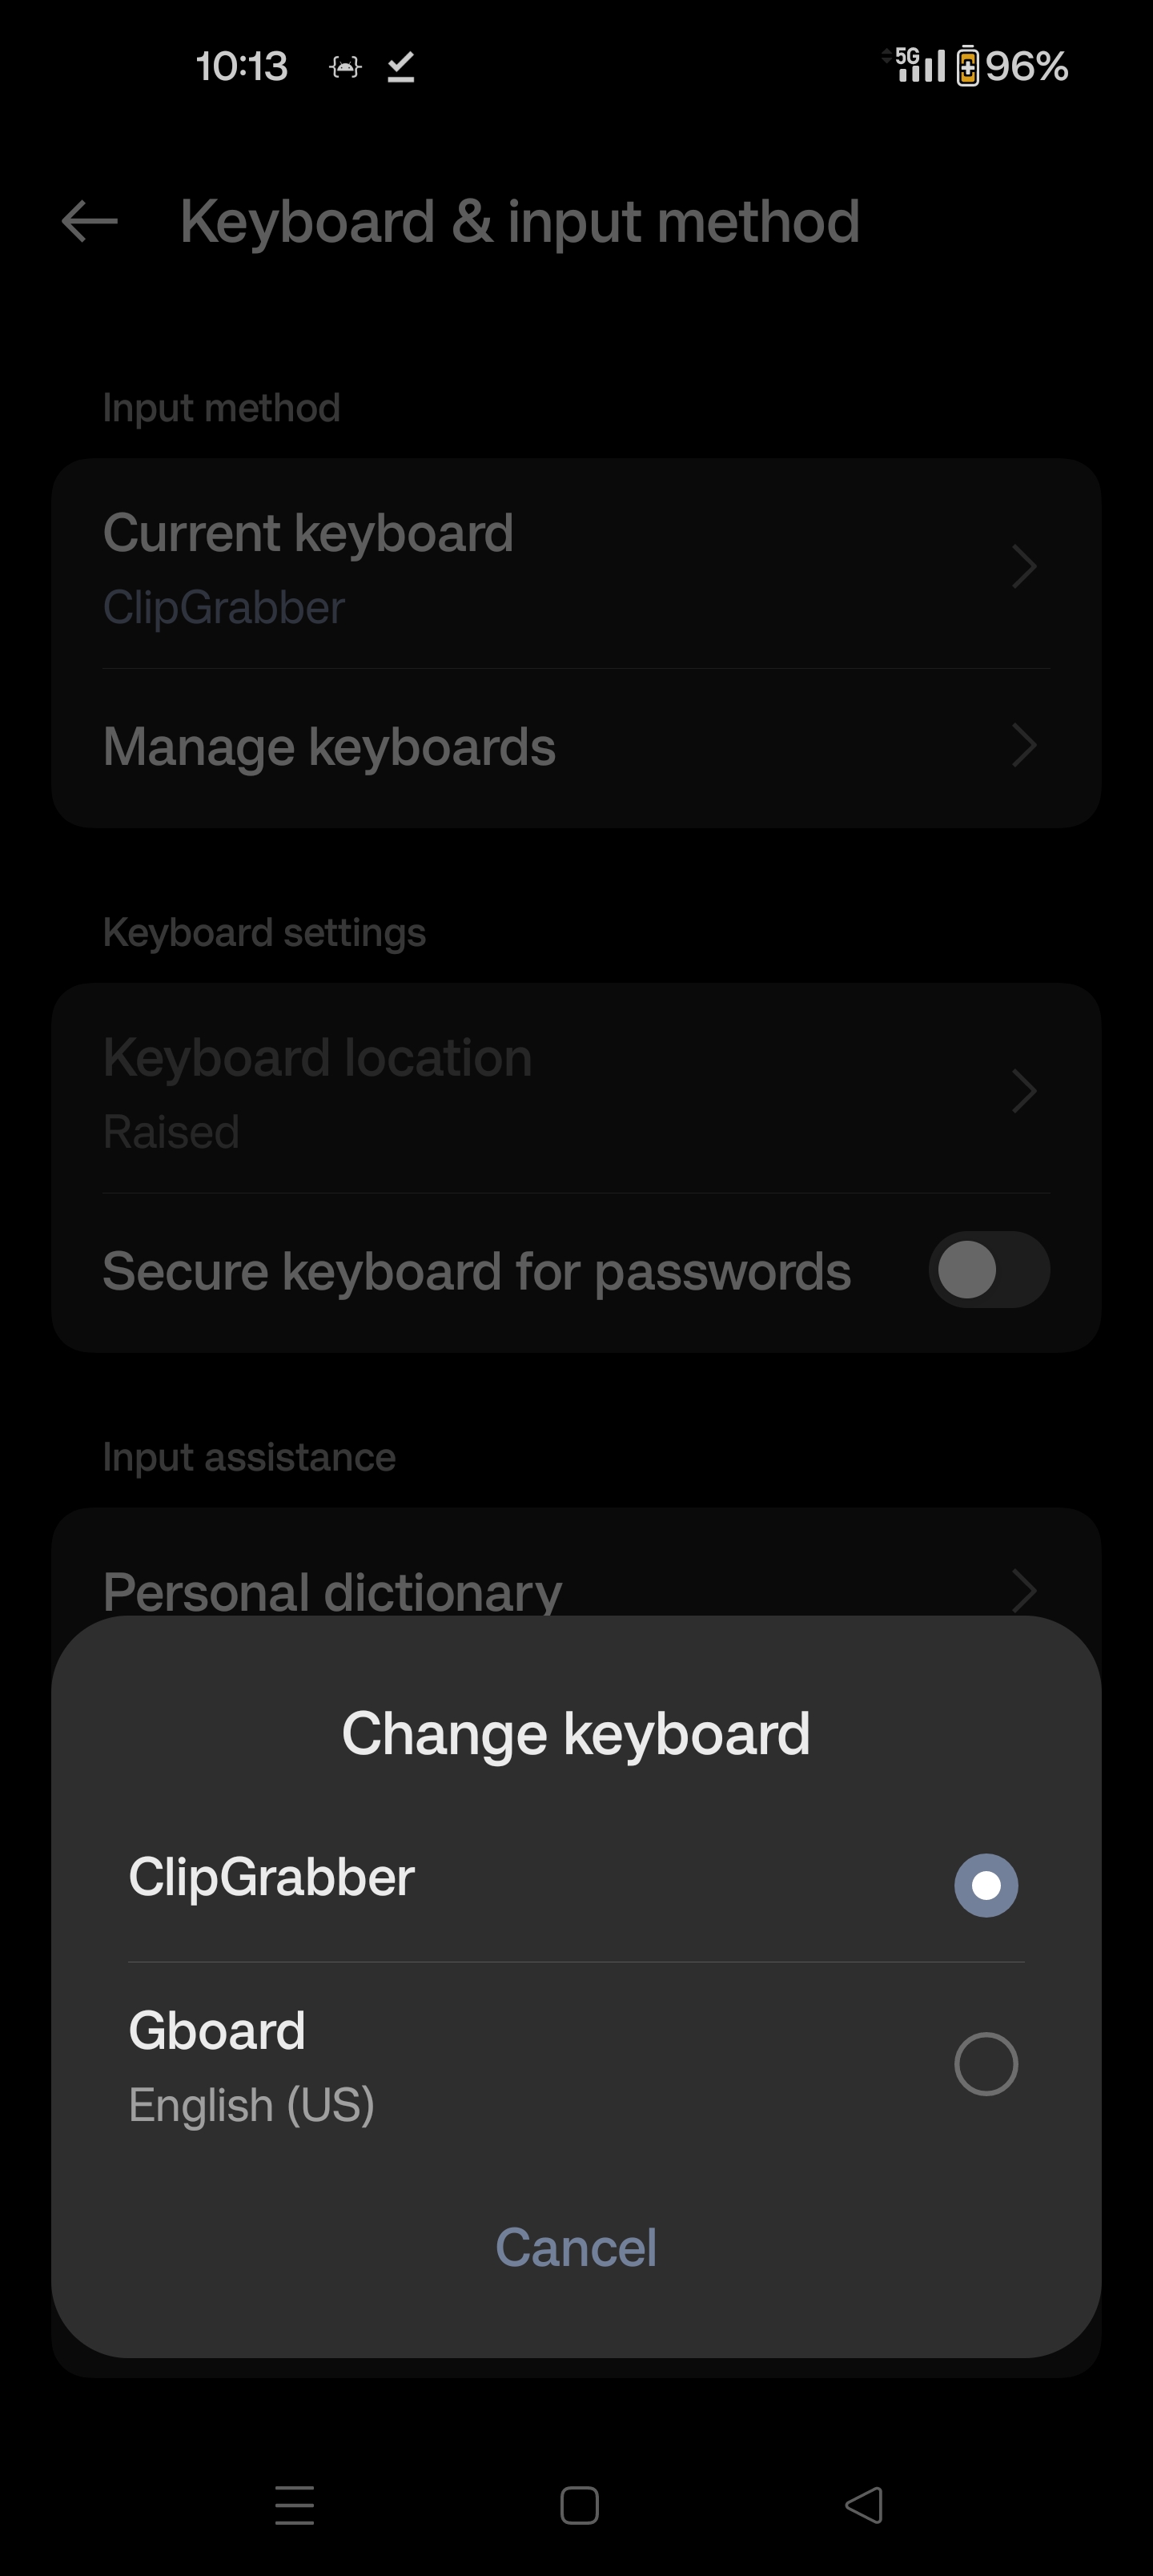 10:13
5G
96%
Keyboard & input method
Input method
Current keyboard
ClipGrabber
Manage keyboards
Keyboard settings
Keyboard location
Raised
Secure keyboard for passwords
Input assistance
Personal dictionary
Change keyboard
ClipGrabber
Gboard
English (US)
Cancel